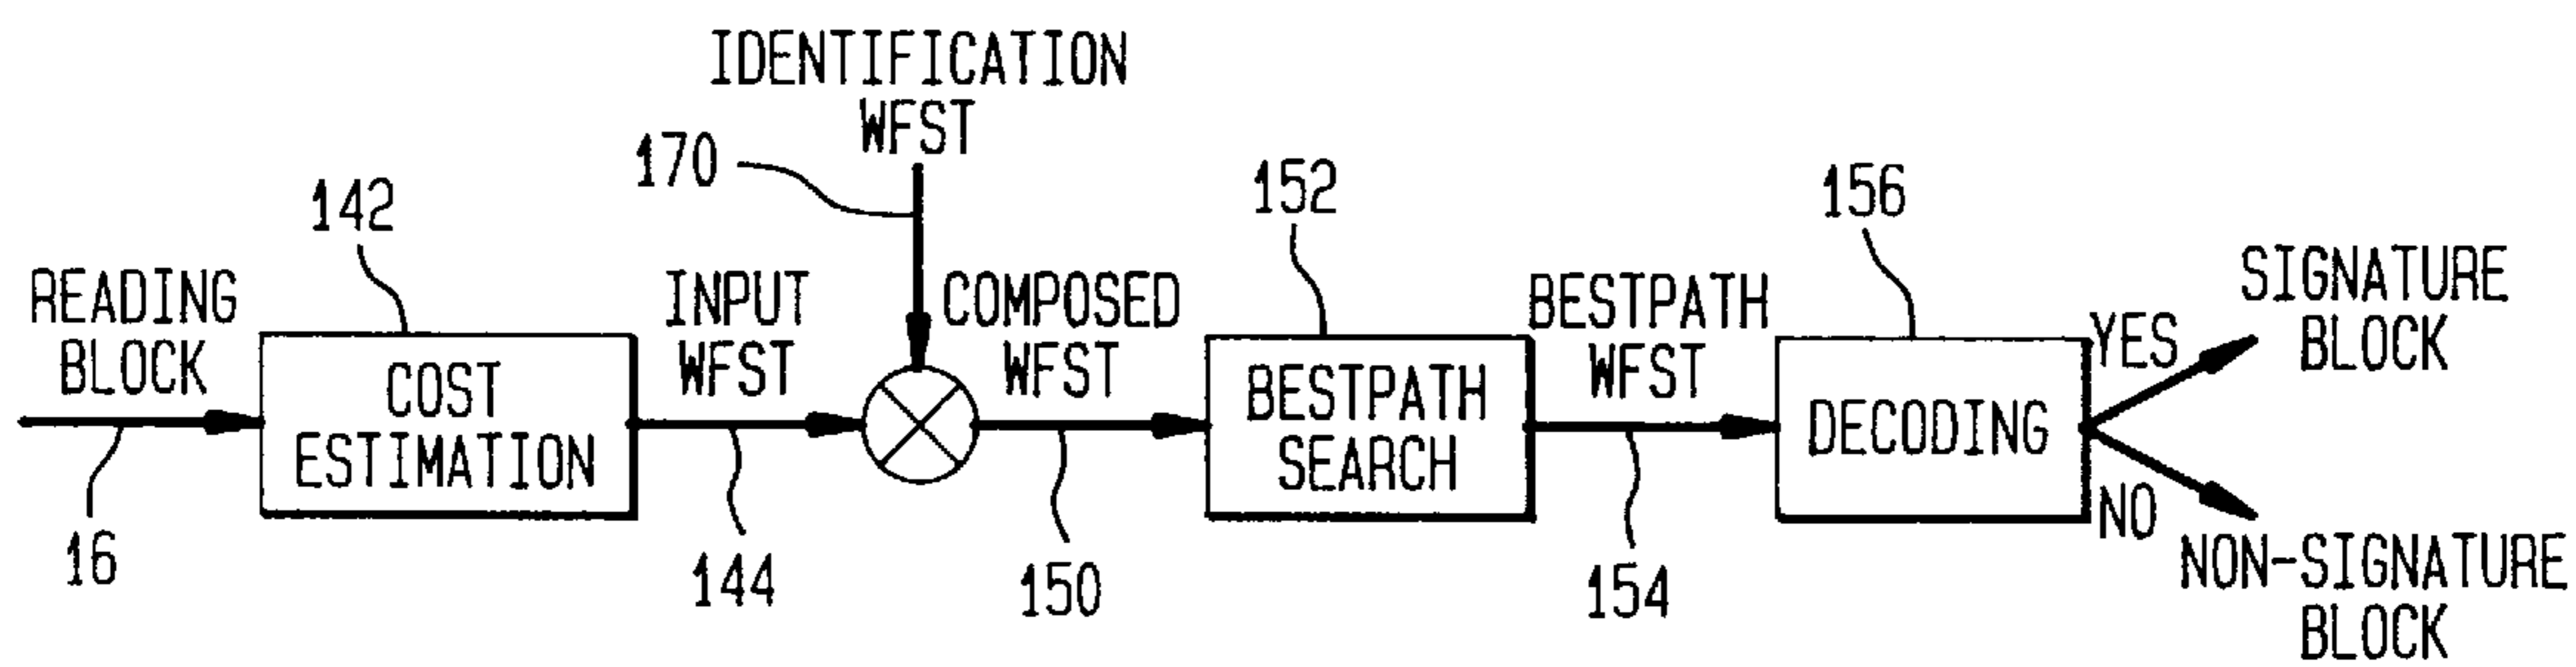 IDENTIFICATION
WFST
170
142
152
156
READING
BLOCK
COST
ESTIMATION
INPUT
WFST
COMPOSED
WFST
BESTPATH
SEARCH
BESTPATH
WFST
DECODING
YES
NO
SIGNATURE
BLOCK
NON-SIGNATURE
BLOCK
16
144
150
154